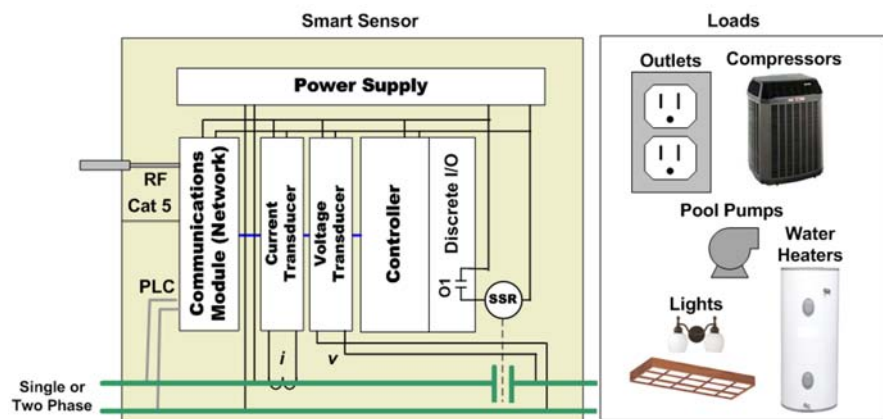 Smart Sensor
Loads
Power Supply
Outlets
Compressors
RF
Cat 5
PLC
Communications
Module (Network)
Current
Transducer
Voltage
Transducer
Controller
Discrete I/O
O1
SSR
i
v
Pool Pumps
Water
Heaters
Lights
Single or
Two Phase